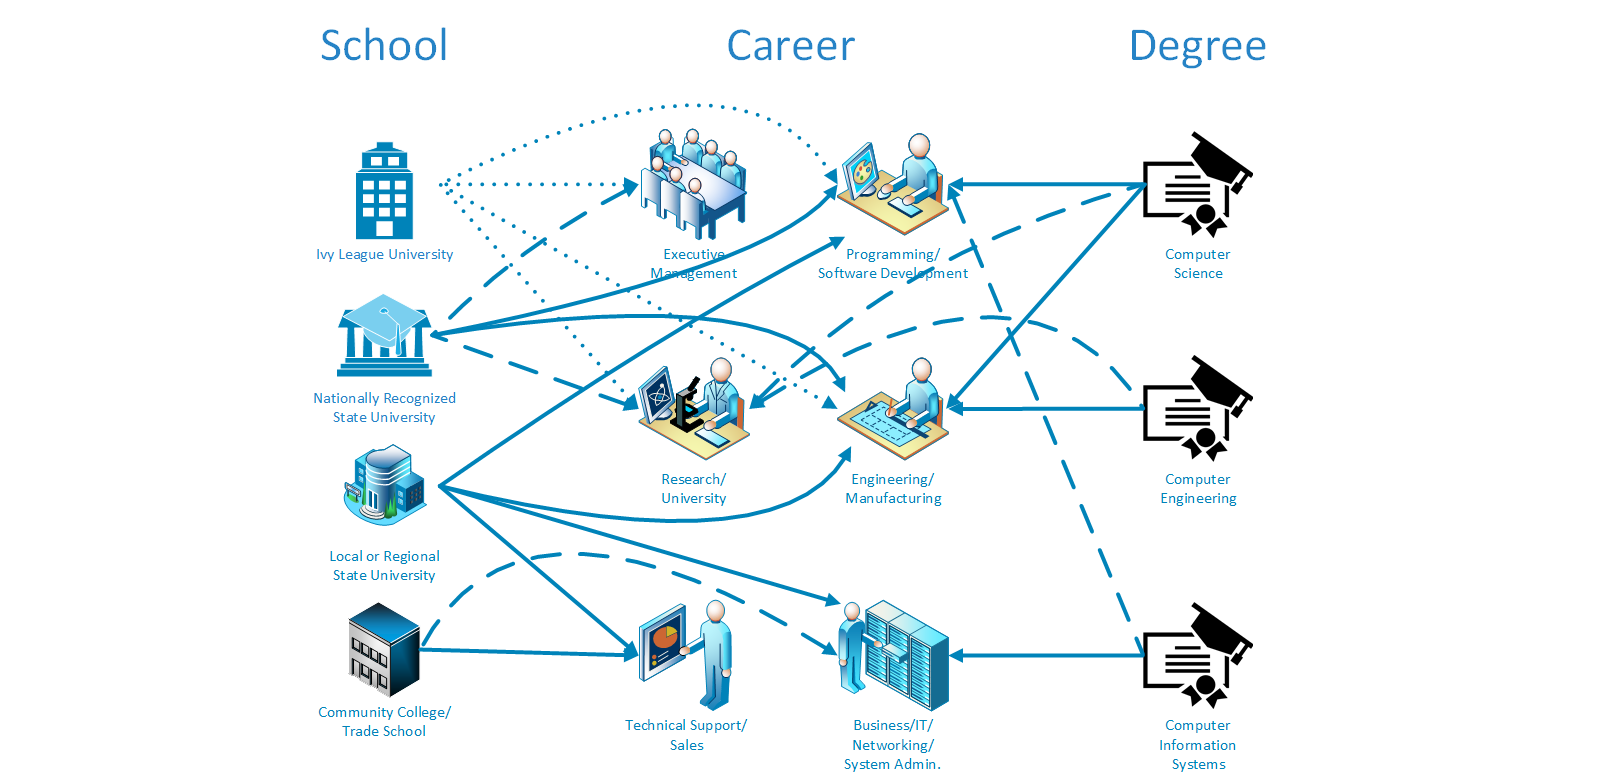 School
Career
Degree
Ivy League University
Executive
Management
Programming/
Software Development
Computer
Science
Nationally Recognized
State University
Research/
University
Engineering/
Manufacturing
Computer
Engineering
Local or Regional
State University
Community College/
Trade School
Technical Support/
Sales
Business/IT/
Networking/
System Admin.
Computer
Information
Systems